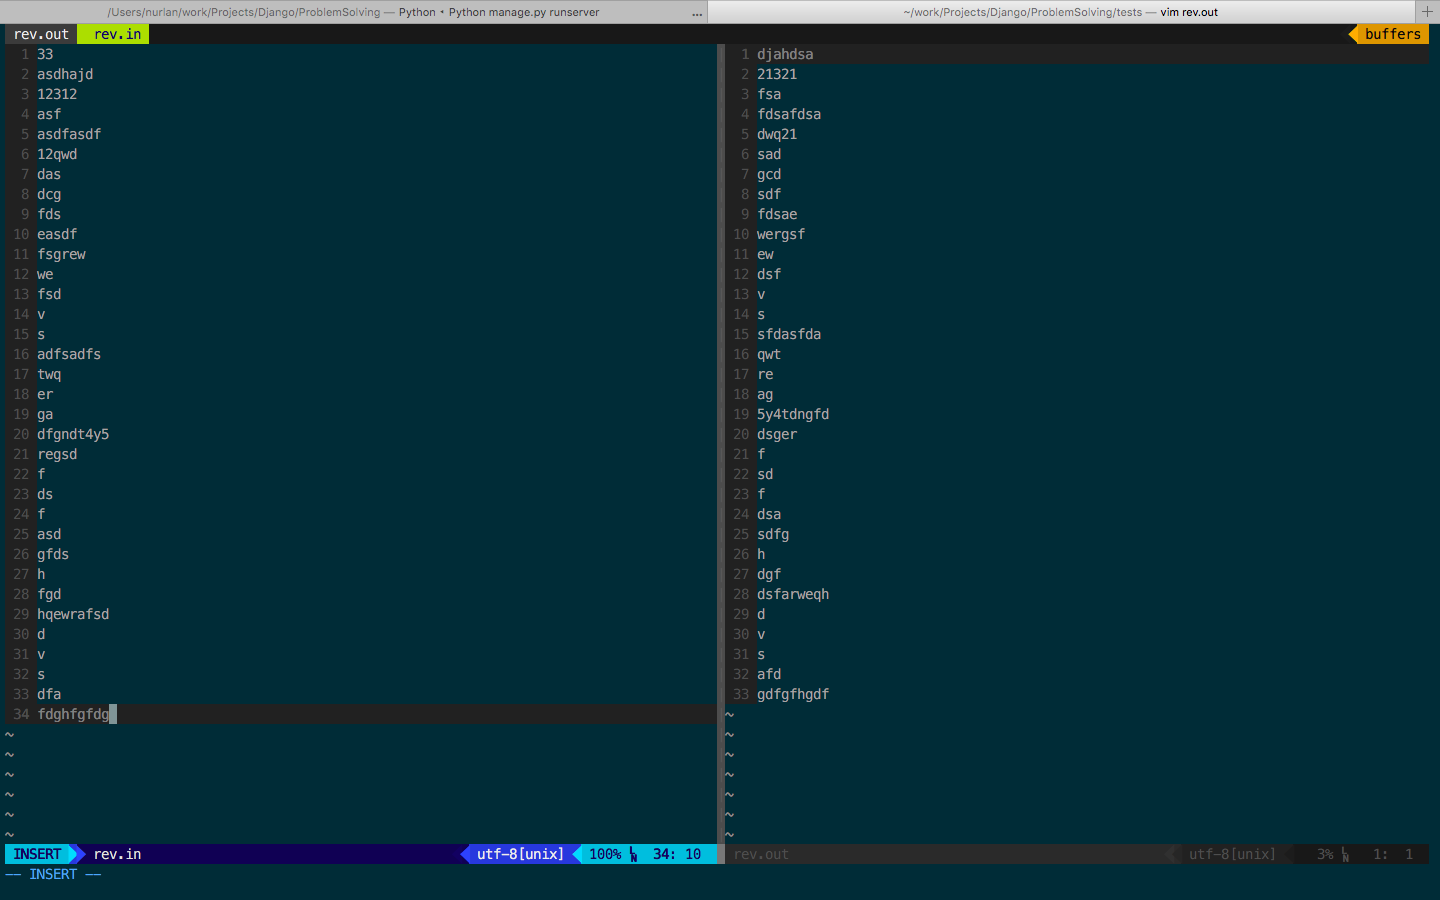 /Users/nurlan/work/Projects/Django/ProblemSolving — Python • Python manage.py runserver ...
~/work/Projects/Django/ProblemSolving/tests — vim rev.out +
rev.out rev.in
buffers
1 33
2 asdhajd
3 12312
4 asf
5 asdfasdf
6 12qwd
7 das
8 dcg
9 fds
10 easdf
11 fsgrew
12 we
13 fsd
14 v
15 s
16 adfsadfs
17 twq
18 er
19 ga
20 dfgndt4y5
21 regsd
22 f
23 ds
24 f
25 asd
26 gfds
27 h
28 fgd
29 hqewrafsd
30 d
31 v
32 s
33 dfa
34 fdghfgfdg
~
~
~
~
~
~
INSERT rev.in utf-8[unix] 100% 34: 10
-- INSERT --
1 djahdsa
2 21321
3 fsa
4 fdsafdsa
5 dwq21
6 sad
7 gcd
8 sdf
9 fdsae
10 wergsf
11 ew
12 dsf
13 v
14 s
15 sfdasfda
16 qwt
17 re
18 ag
19 5y4tdngfd
20 dsger
21 f
22 sd
23 f
24 dsa
25 sdfg
26 h
27 dgf
28 dsfarweqh
29 d
30 v
31 s
32 afd
33 gdfgfhgdf
~
~
~
~
~
~
~
rev.out utf-8[unix] 3% 1: 1